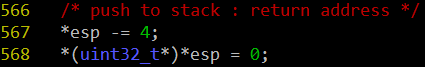 566 /* push to stack : return address */
567 *esp -= 4;
568 *(uint32_t*)*esp = 0;